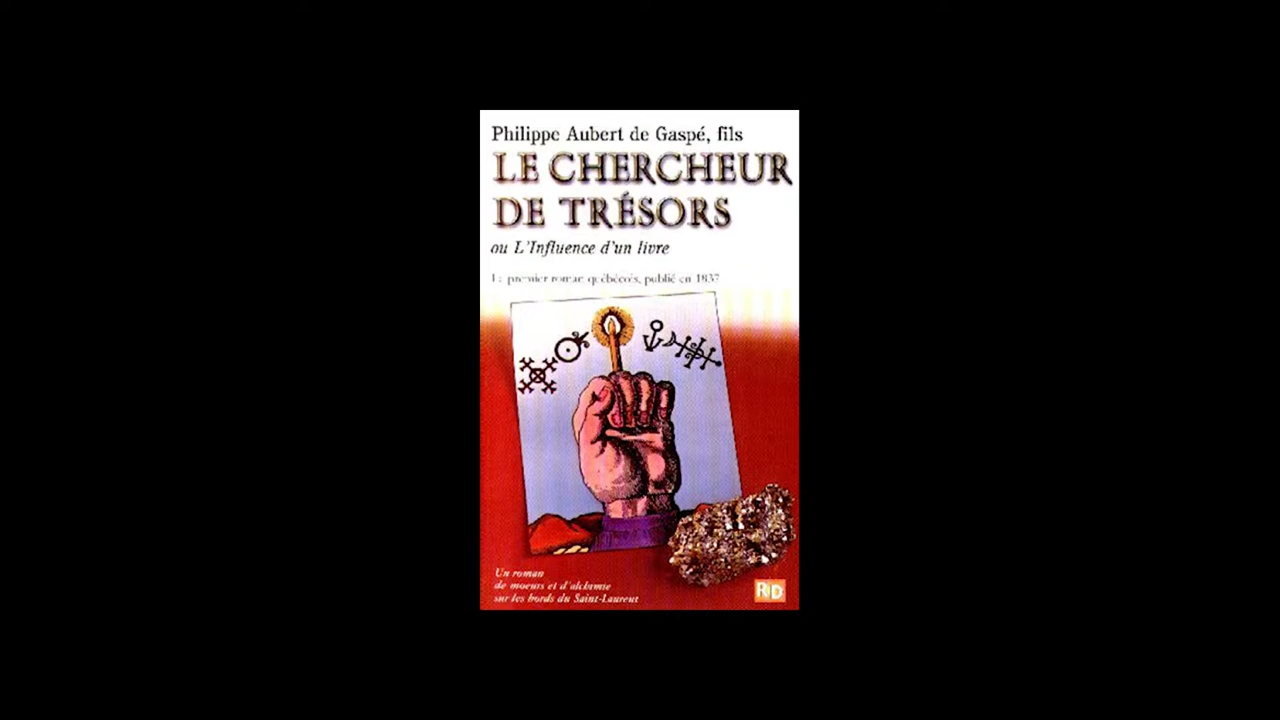 Philippe Aubert de Gaspé, fils
LE CHERCHEUR
DE TRÉSORS
ou L'Influence d'un livre
Le premier roman québécois, publié en 1837
Un roman
de moeurs et d'alchimie
sur les bords du Saint-Laurent
RD